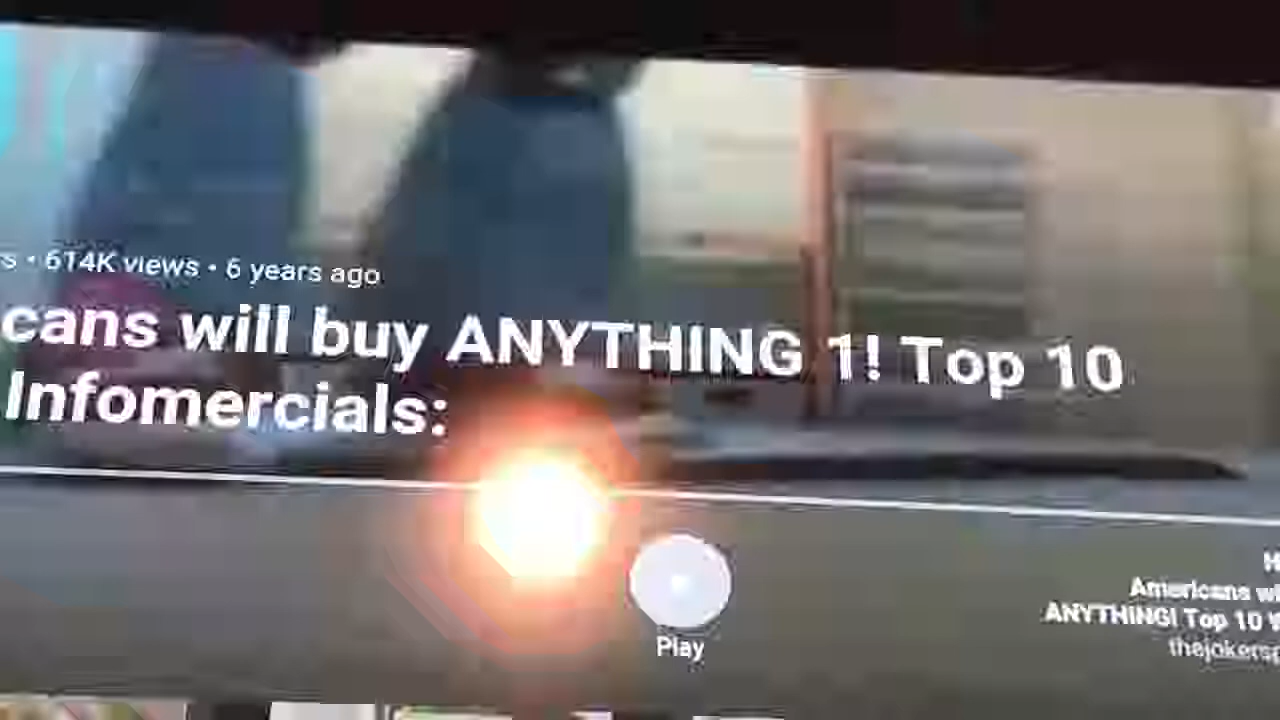 614K views • 6 years ago
cans will buy ANYTHING 1! Top 10
Infomercials:
Play
Americans
ANYTHING! Top 10